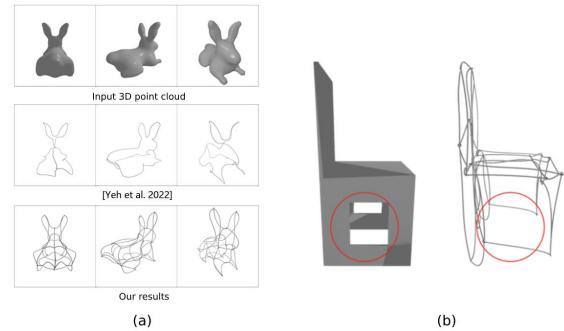 Input 3D point cloud
[Yeh et al. 2022]
Our results
(a)
(b)